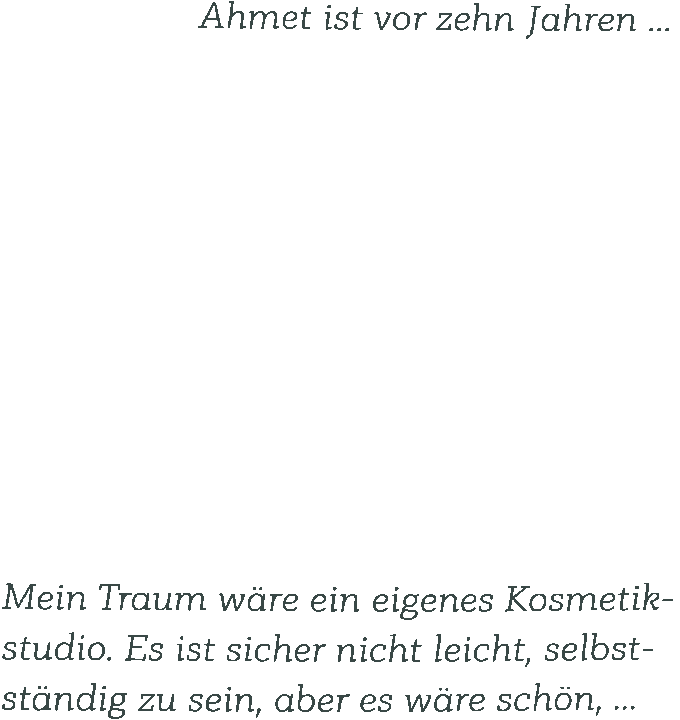 Ahmet ist vor zehn Jahren ...
Mein Traum wäre ein eigenes Kosmetik-
studio. Es ist sicher nicht leicht, selbst-
ständig zu sein, aber es wäre schön, ...